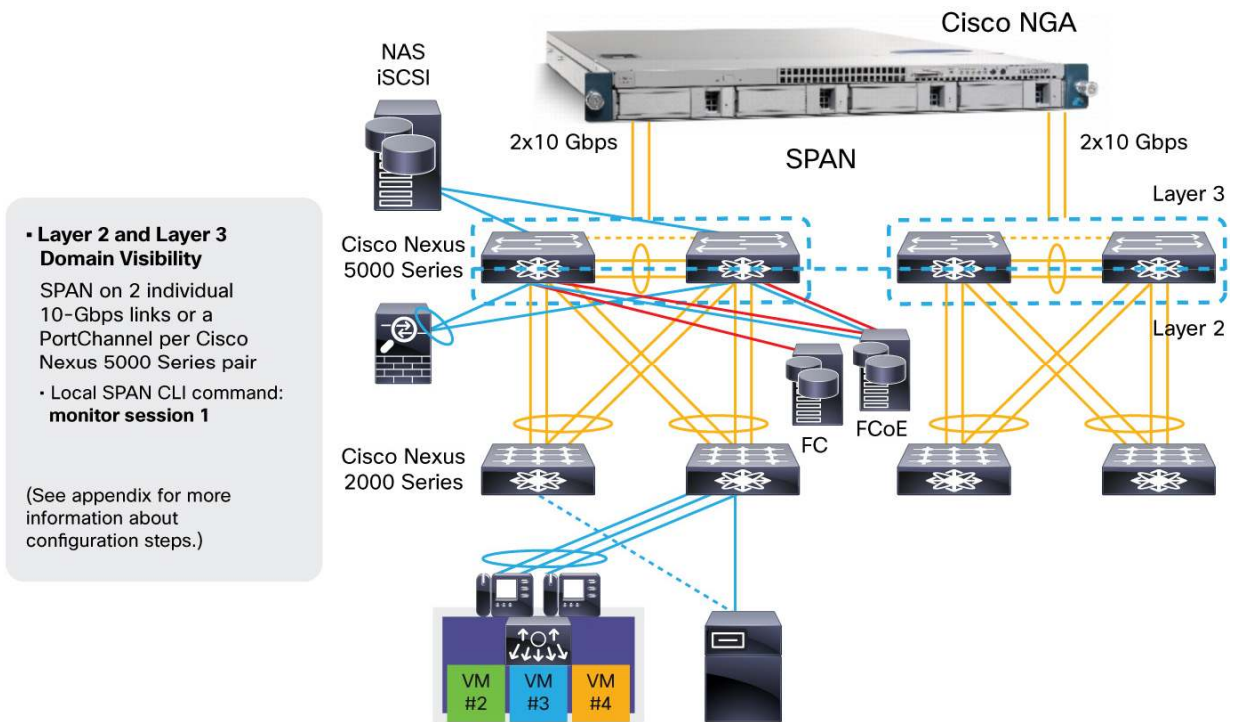 Cisco NGA
NAS
iSCSI
2x10 Gbps
SPAN
2x10 Gbps
Layer 3
Cisco Nexus
5000 Series
Layer 2
FC
FCoE
Cisco Nexus
2000 Series
VM
#2
VM
#3
VM
#4
▪ Layer 2 and Layer 3
Domain Visibility
SPAN on 2 individual
10-Gbps links or a
PortChannel per Cisco
Nexus 5000 Series pair
• Local SPAN CLI command:
monitor session 1
(See appendix for more
information about
configuration steps.)